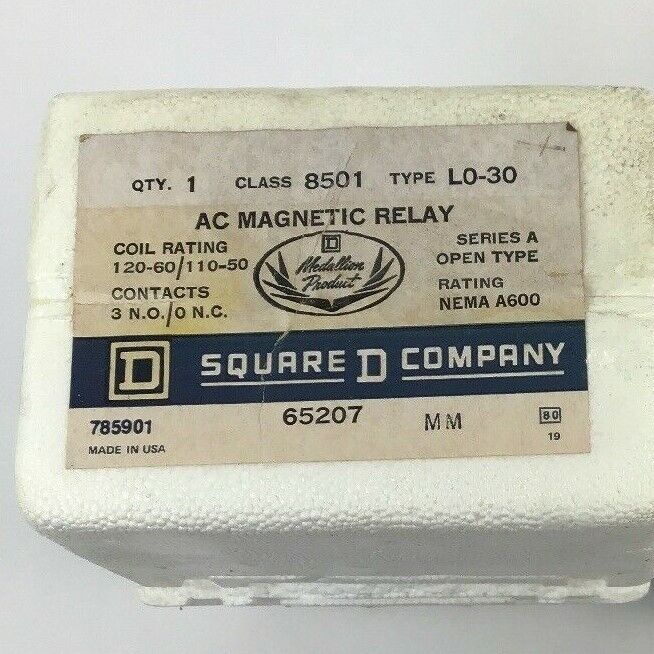 QTY. 1 CLASS 8501 TYPE LO-30
AC MAGNETIC RELAY
COIL RATING
120-60/110-50
CONTACTS
3 N.O./0 N.C.
D
Medallion
Product
SERIES A
OPEN TYPE
RATING
NEMA A600
D SQUARE D COMPANY
785901
MADE IN USA
65207
MM
80
19